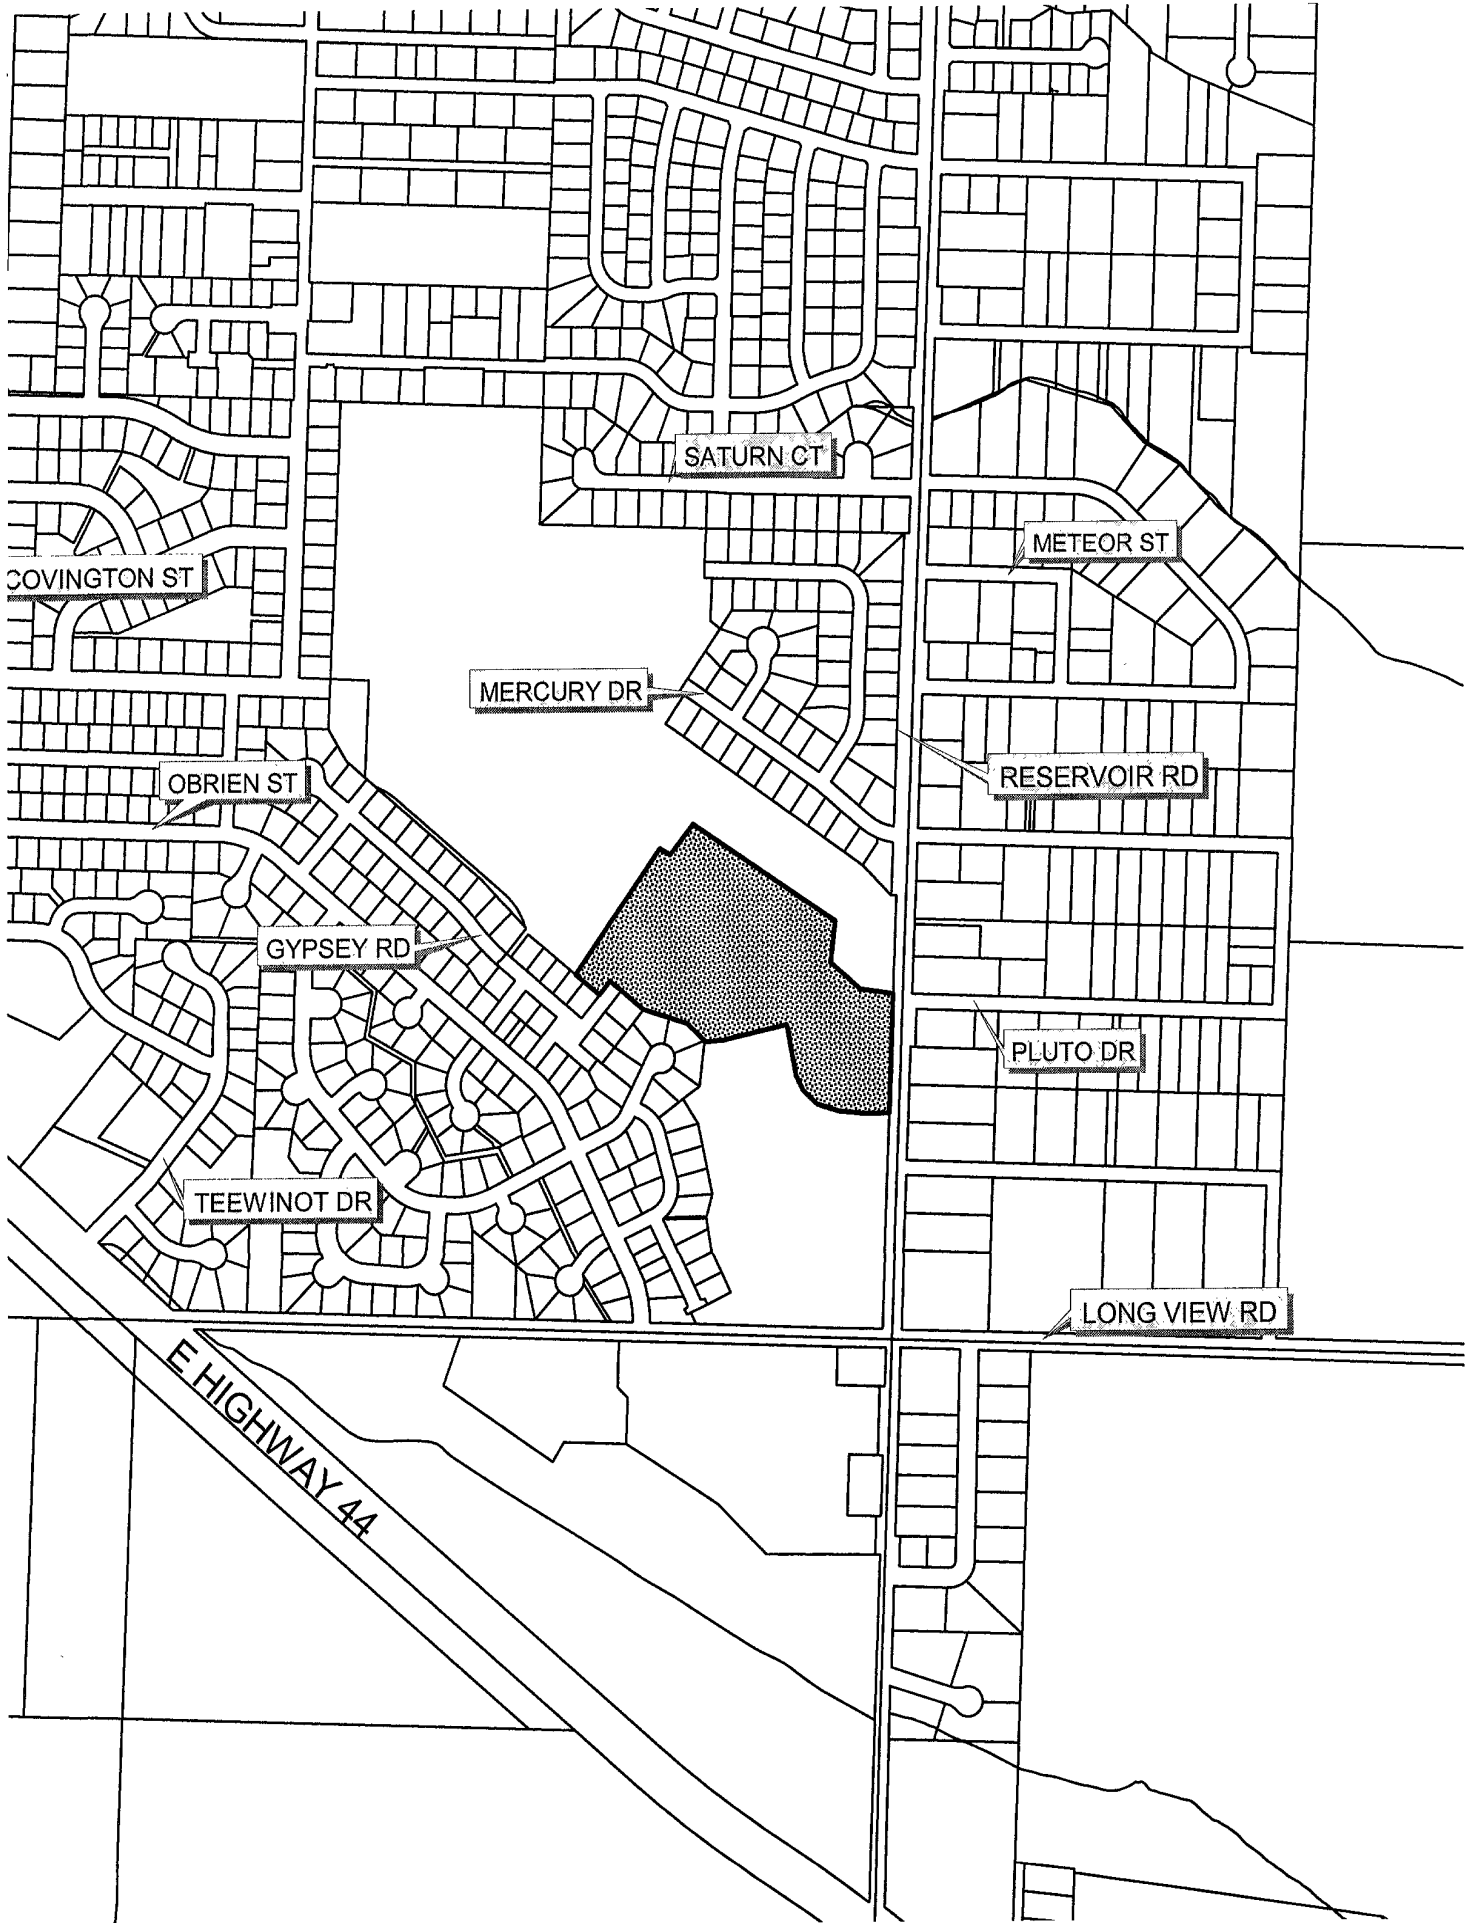 SATURN CT
METEOR ST
COVINGTON ST
MERCURY DR
RESERVOIR RD
OBRIEN ST
GYPSEY RD
PLUTO DR
TEEWINOT DR
LONG VIEW RD
E HIGHWAY 44